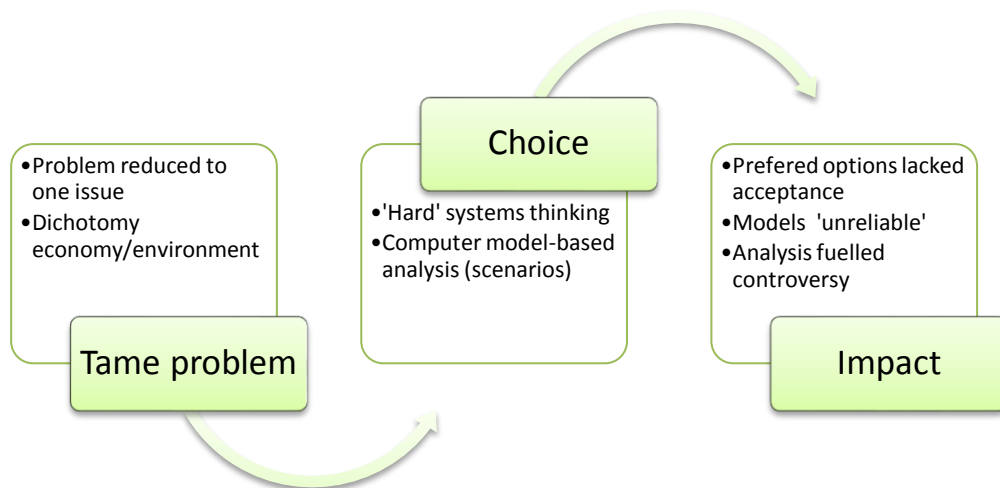 •Problem reduced to
one issue
•Dichotomy
economy/environment
Tame problem
Choice
•'Hard' systems thinking
•Computer model-based
analysis (scenarios)
•Prefered options lacked
acceptance
•Models 'unreliable'
•Analysis fuelled
controversy
Impact